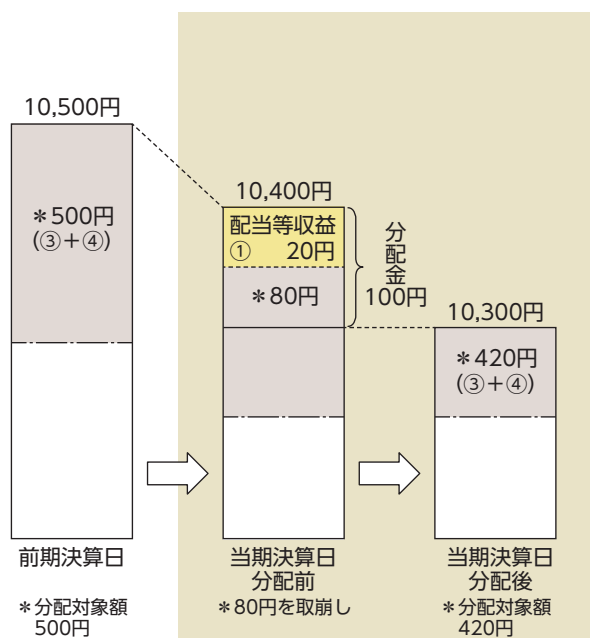 10,500円
＊500円
(③＋④)
前期決算日
＊分配対象額
500円
10,400円
配当等収益
① 20円
＊80円
分配金
100円
当期決算日
分配前
＊80円を取崩し
10,300円
＊420円
(③＋④)
当期決算日
分配後
＊分配対象額
420円